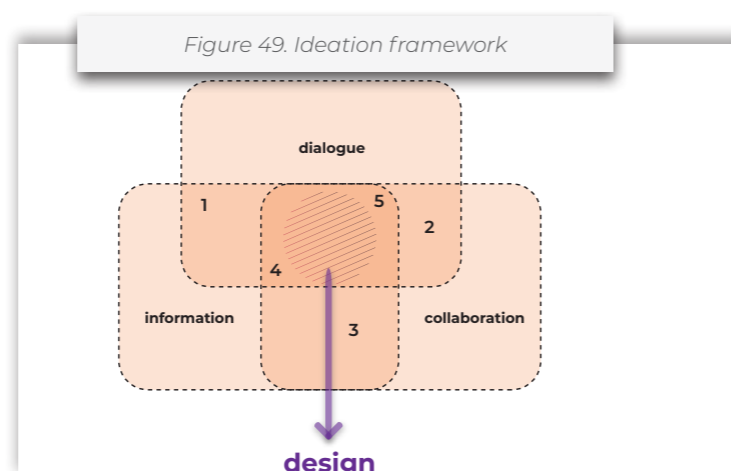 Figure 49. Ideation framework
dialogue
1
5
2
4
information
3
collaboration
design